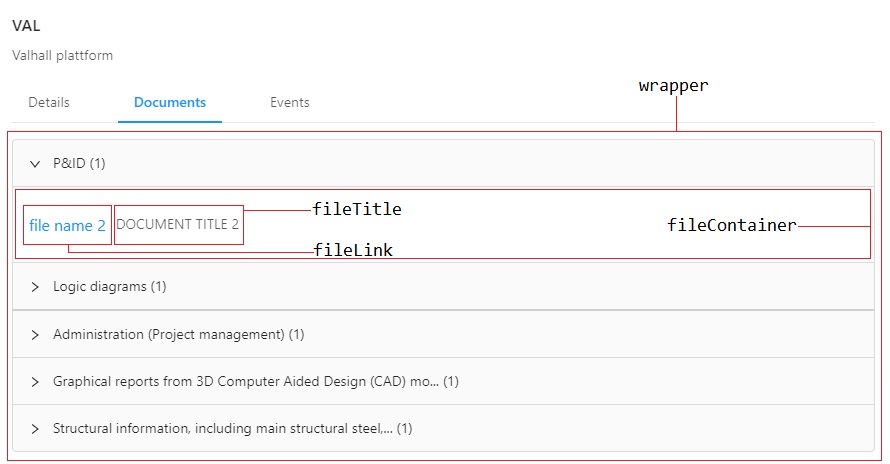 VAL
Valhall plattform
Details Documents Events
wrapper
P&ID (1)
file name 2 DOCUMENT TITLE 2
fileTitle
fileContainer
fileLink
Logic diagrams (1)
Administration (Project management) (1)
Graphical reports from 3D Computer Aided Design (CAD) mo... (1)
Structural information, including main structural steel,... (1)